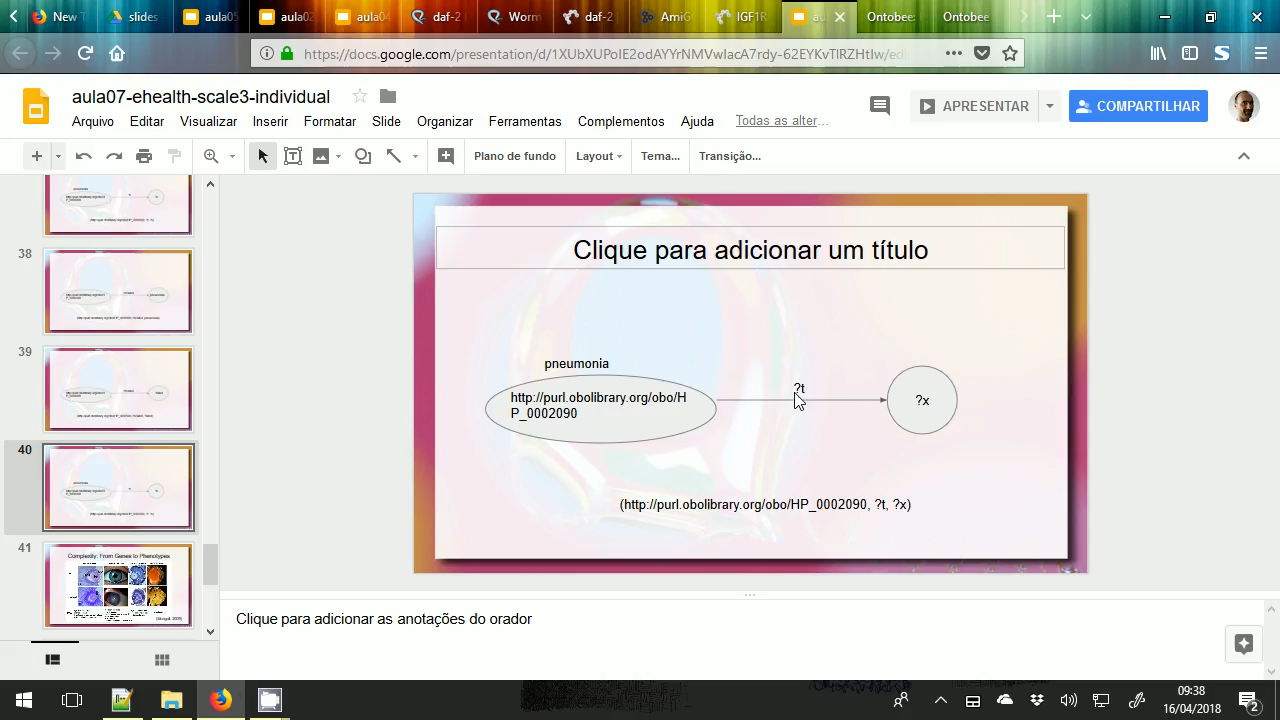 New T
slides
aula05
aula02
aula04
daf-2
Worm
daf-2
AmiG
IGF1R
au
Ontobee:
Ontobee
https://docs.google.com/presentation/d/1XUbXUPoIE2odAYYrNMVwIacA7rdy-62EYKvTlRZHtIw/ed
aula07-ehealth-scale3-individual
APRESENTAR
COMPARTILHAR
Arquivo Editar Visualizar Inserir Formatar Slide Organizar Ferramentas Complementos Ajuda Todas as alter…
Plano de fundo Layout Tema... Transição...
38
39
40
41
Complexity: From Genes to Phenotypes
Clique para adicionar um título
pneumonia
http://purl.obolibrary.org/obo/H
P_0002090
?t
?x
(http://purl.obolibrary.org/obo/HP_0002090, ?t, ?x)
Clique para adicionar as anotações do orador
09:38
16/04/2018
2